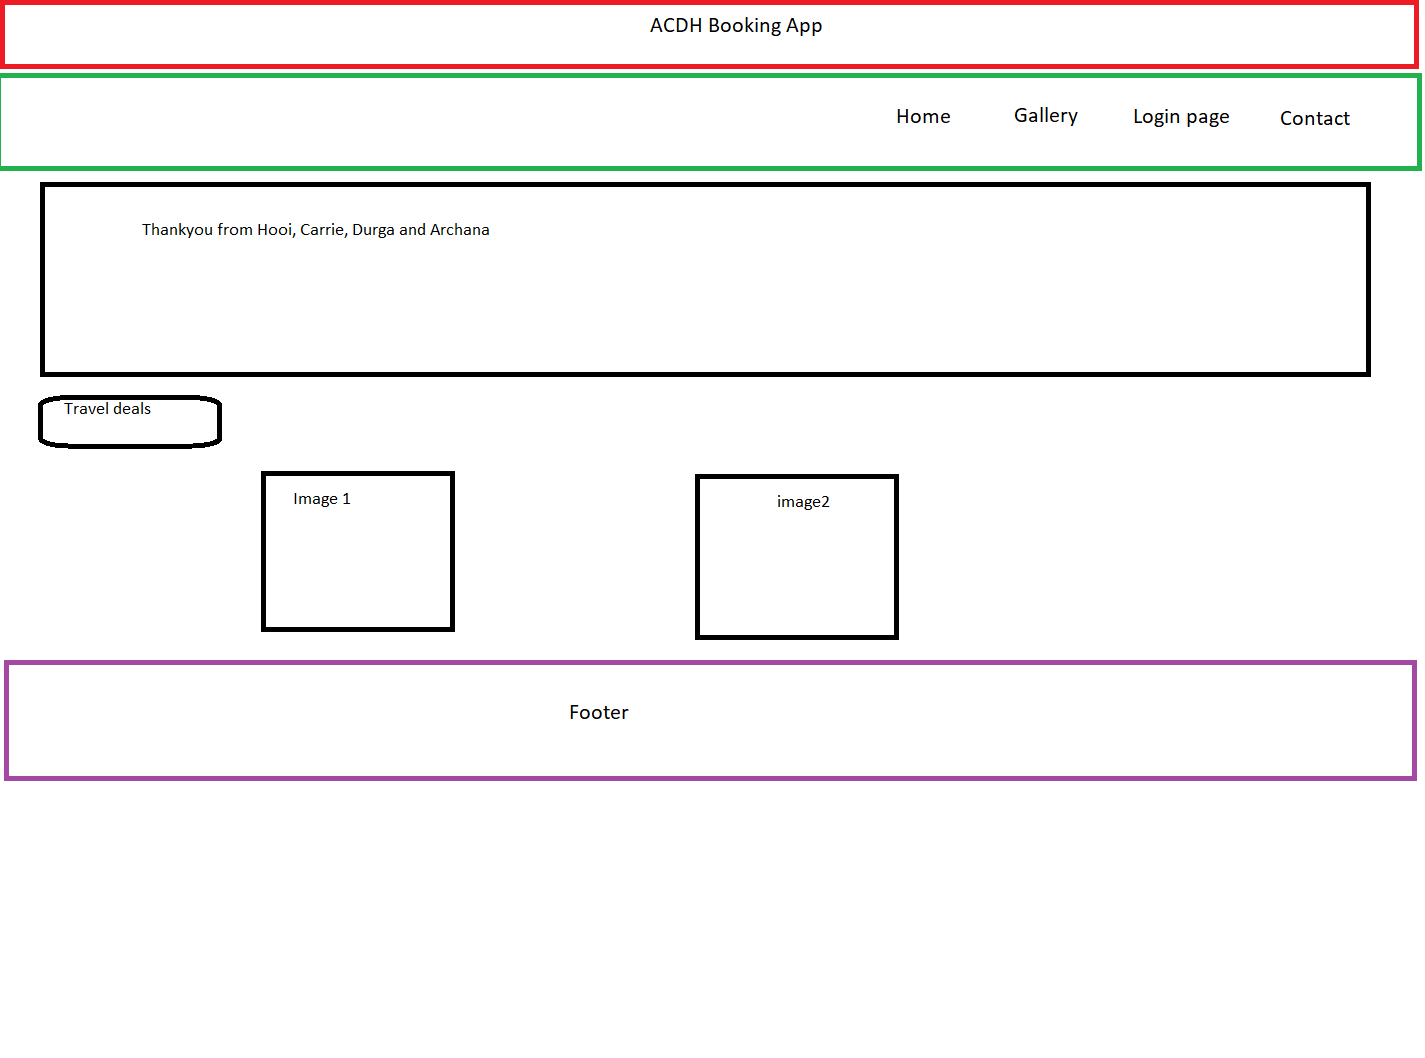 ACDH Booking App
Home Gallery Login page Contact
Thankyou from Hooi, Carrie, Durga and Archana
Travel deals
Image 1
image2
Footer